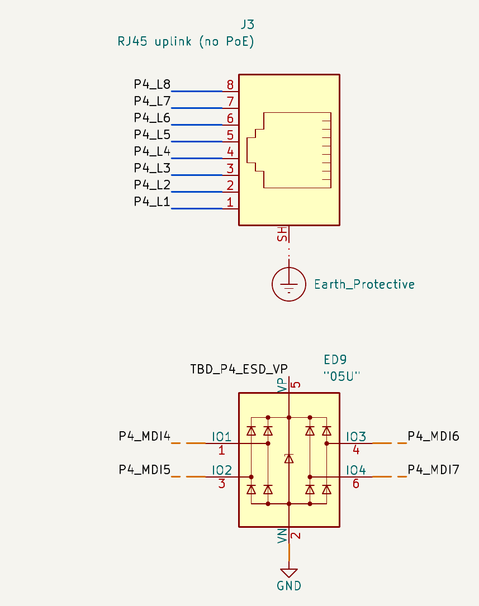 J3
RJ45 uplink (no PoE)
P4_L8 8
P4_L7 7
P4_L6 6
P4_L5 5
P4_L4 4
P4_L3 3
P4_L2 2
P4_L1 1
SH
Earth_Protective
ED9
TBD_P4_ESD_VP
"05U"
VP 5
P4_MDI4 IO1 IO3 P4_MDI6
1 4
P4_MDI5 IO2 IO4 P4_MDI7
3 6
VN 2
GND